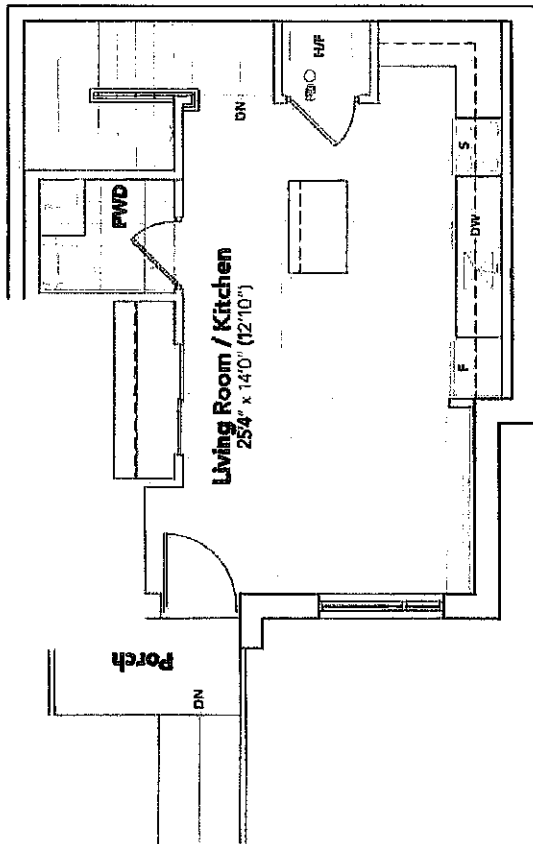 H/F
DN
S
PWD
DW
Living Room / Kitchen
25'4" x 14'0" (12'10")
F
Porch
DN